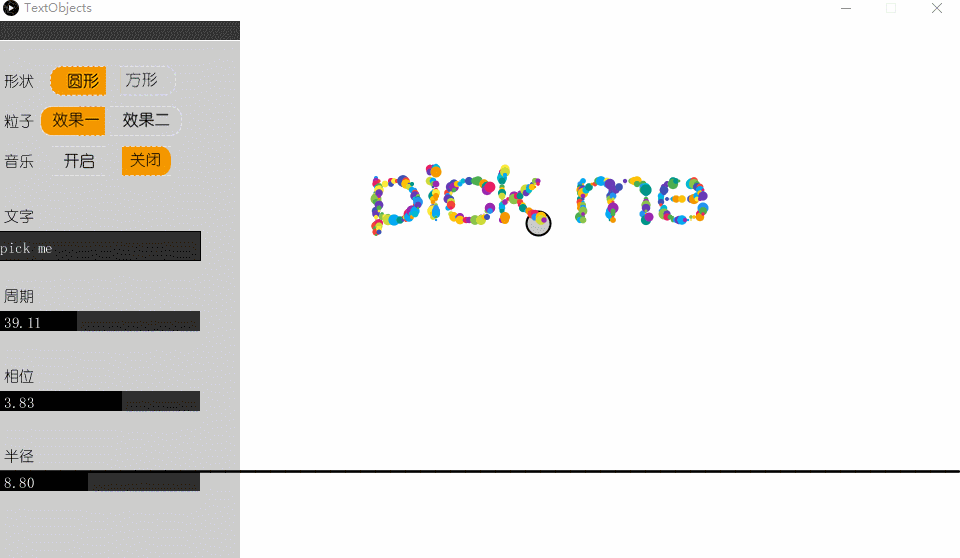 TextObjects
形状 圆形 方形
粒子 效果一 效果二
音乐 开启 关闭
文字
pick me
周期
39.11
相位
3.83
半径
8.80
pick me